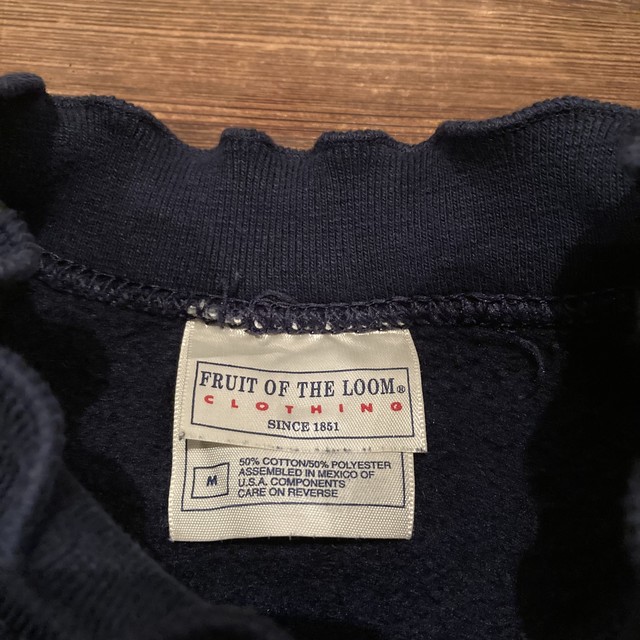 FRUIT OF THE LOOM®
CLOTHING
SINCE 1851
M
50% COTTON/50% POLYESTER
ASSEMBLED IN MEXICO OF
U.S.A. COMPONENTS
CARE ON REVERSE